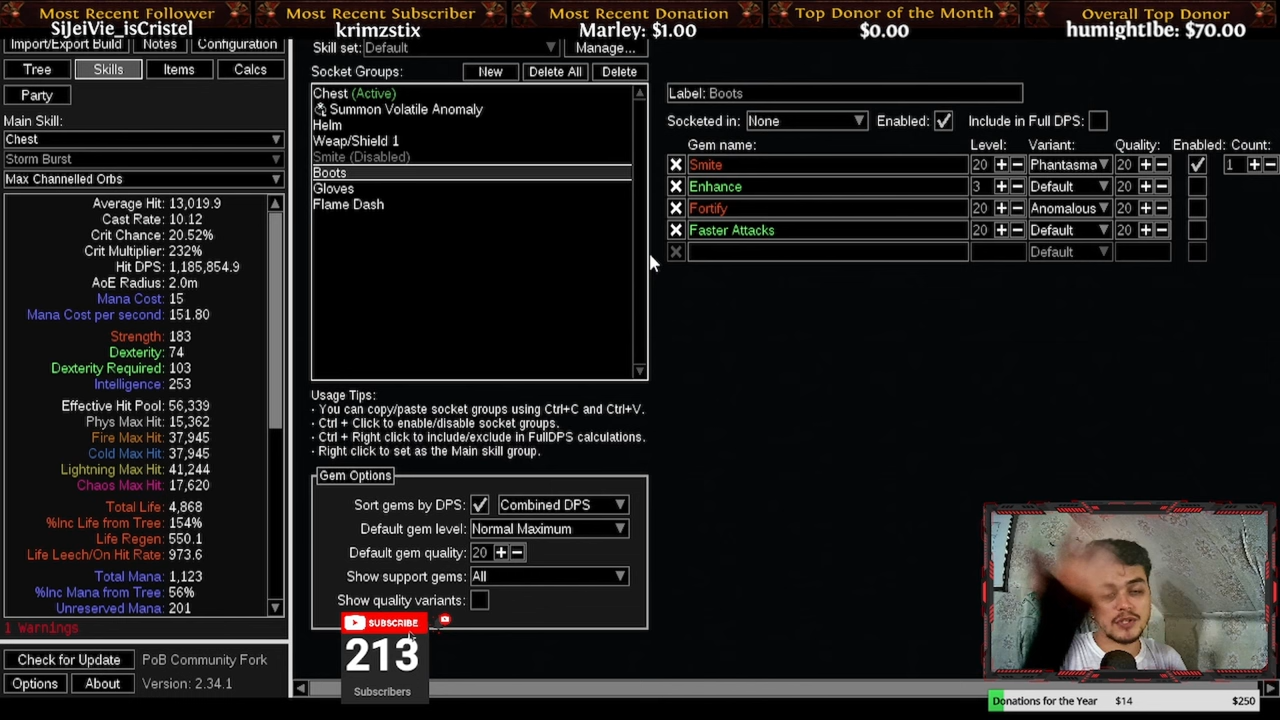 Most Recent Follower
SiJeiVie_isCristel
Most Recent Subscriber
krimzstix
Most Recent Donation
Marley: $1.00
Top Donor of the Month
$0.00
Overall Top Donor
humight1be: $70.00
Import/Export Build
Notes
Configuration
Tree
Skills
Items
Calcs
Party
Main Skill:
Chest
Storm Burst
Max Channelled Orbs
Average Hit: 13,019.9
Cast Rate: 10.12
Crit Chance: 20.52%
Crit Multiplier: 232%
Hit DPS: 1,185,854.9
AoE Radius: 2.0m
Mana Cost: 15
Mana Cost per second: 151.80
Strength: 183
Dexterity: 74
Dexterity Required: 103
Intelligence: 253
Effective Hit Pool: 56,339
Phys Max Hit: 15,362
Fire Max Hit: 37,945
Cold Max Hit: 37,945
Lightning Max Hit: 41,244
Chaos Max Hit: 17,620
Total Life: 4,868
%Inc Life from Tree: 154%
Life Regen: 550.1
Life Leech/On Hit Rate: 973.6
Total Mana: 1,123
%Inc Mana from Tree: 56%
Unreserved Mana: 201
1 Warnings
Check for Update
PoB Community Fork
Options
About
Version: 2.34.1
Skill set: Default
Manage...
Socket Groups:
New
Delete All
Delete
Chest (Active)
Summon Volatile Anomaly
Helm
Weap/Shield 1
Smite (Disabled)
Boots
Gloves
Flame Dash
Usage Tips:
· You can copy/paste socket groups using Ctrl+C and Ctrl+V.
· Ctrl + Click to enable/disable socket groups.
· Ctrl + Right click to include/exclude in FullDPS calculations.
· Right click to set as the Main skill group.
Gem Options
Sort gems by DPS:
Combined DPS
Default gem level: Normal Maximum
Default gem quality: 20
Show support gems: All
Show quality variants:
SUBSCRIBE
213
Subscribers
Label: Boots
Socketed in: None
Enabled:
Include in Full DPS:
Gem name: Level: Variant: Quality: Enabled: Count:
Smite 20 Phantasma 20 1
Enhance 3 Default 20
Fortify 20 Anomalous 20
Faster Attacks 20 Default 20
Default
Donations for the Year $14 $250